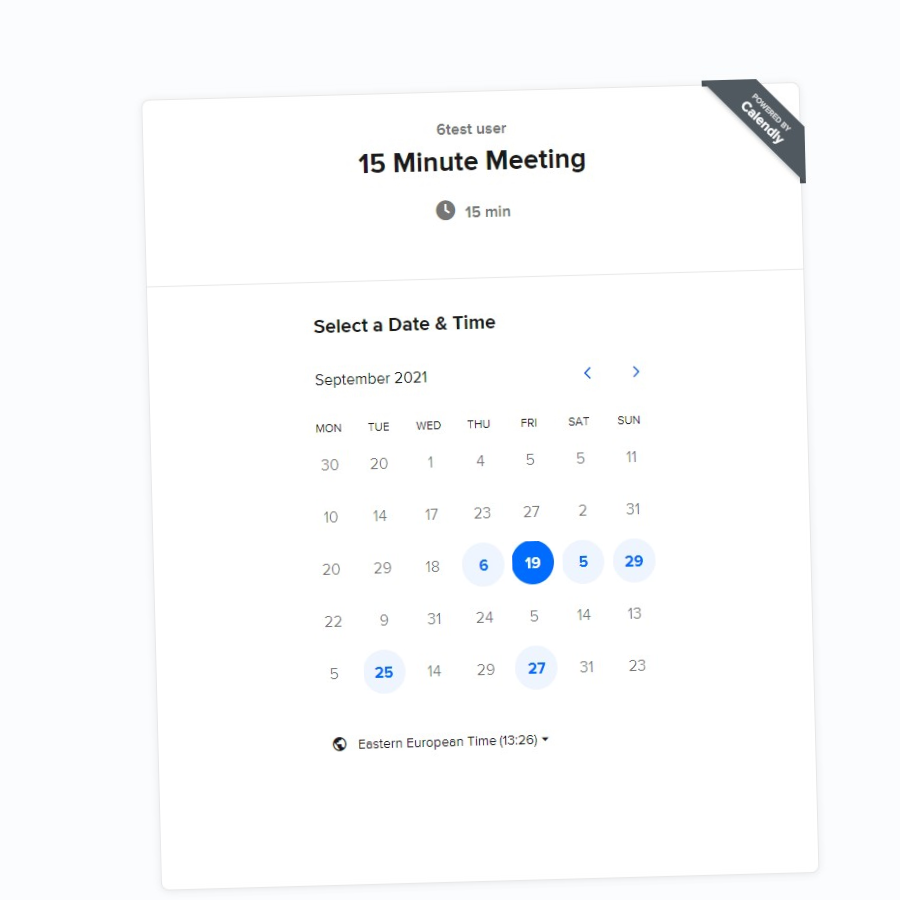 POWERED BY
Calendly
6test user
15 Minute Meeting
15 min
Select a Date & Time
September 2021
MON TUE WED THU FRI SAT SUN
30 20 1 4 5 5 11
10 14 17 23 27 2 31
20 29 18 6 19 5 29
22 9 31 24 5 14 13
5 25 14 29 27 31 23
Eastern European Time (13:26)